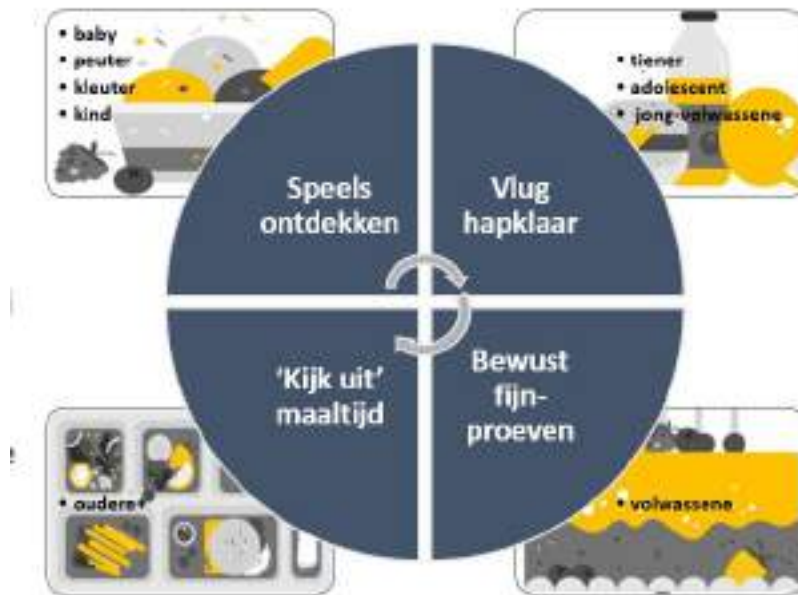 • baby
• peuter
• kleuter
• kind
• tiener
• adolescent
• jong-volwassene
Speels
ontdekken
Vlug
hapklaar
'Kijk uit'
maaltijd
Bewust
fijn-
proeven
• oudere+
• volwassene